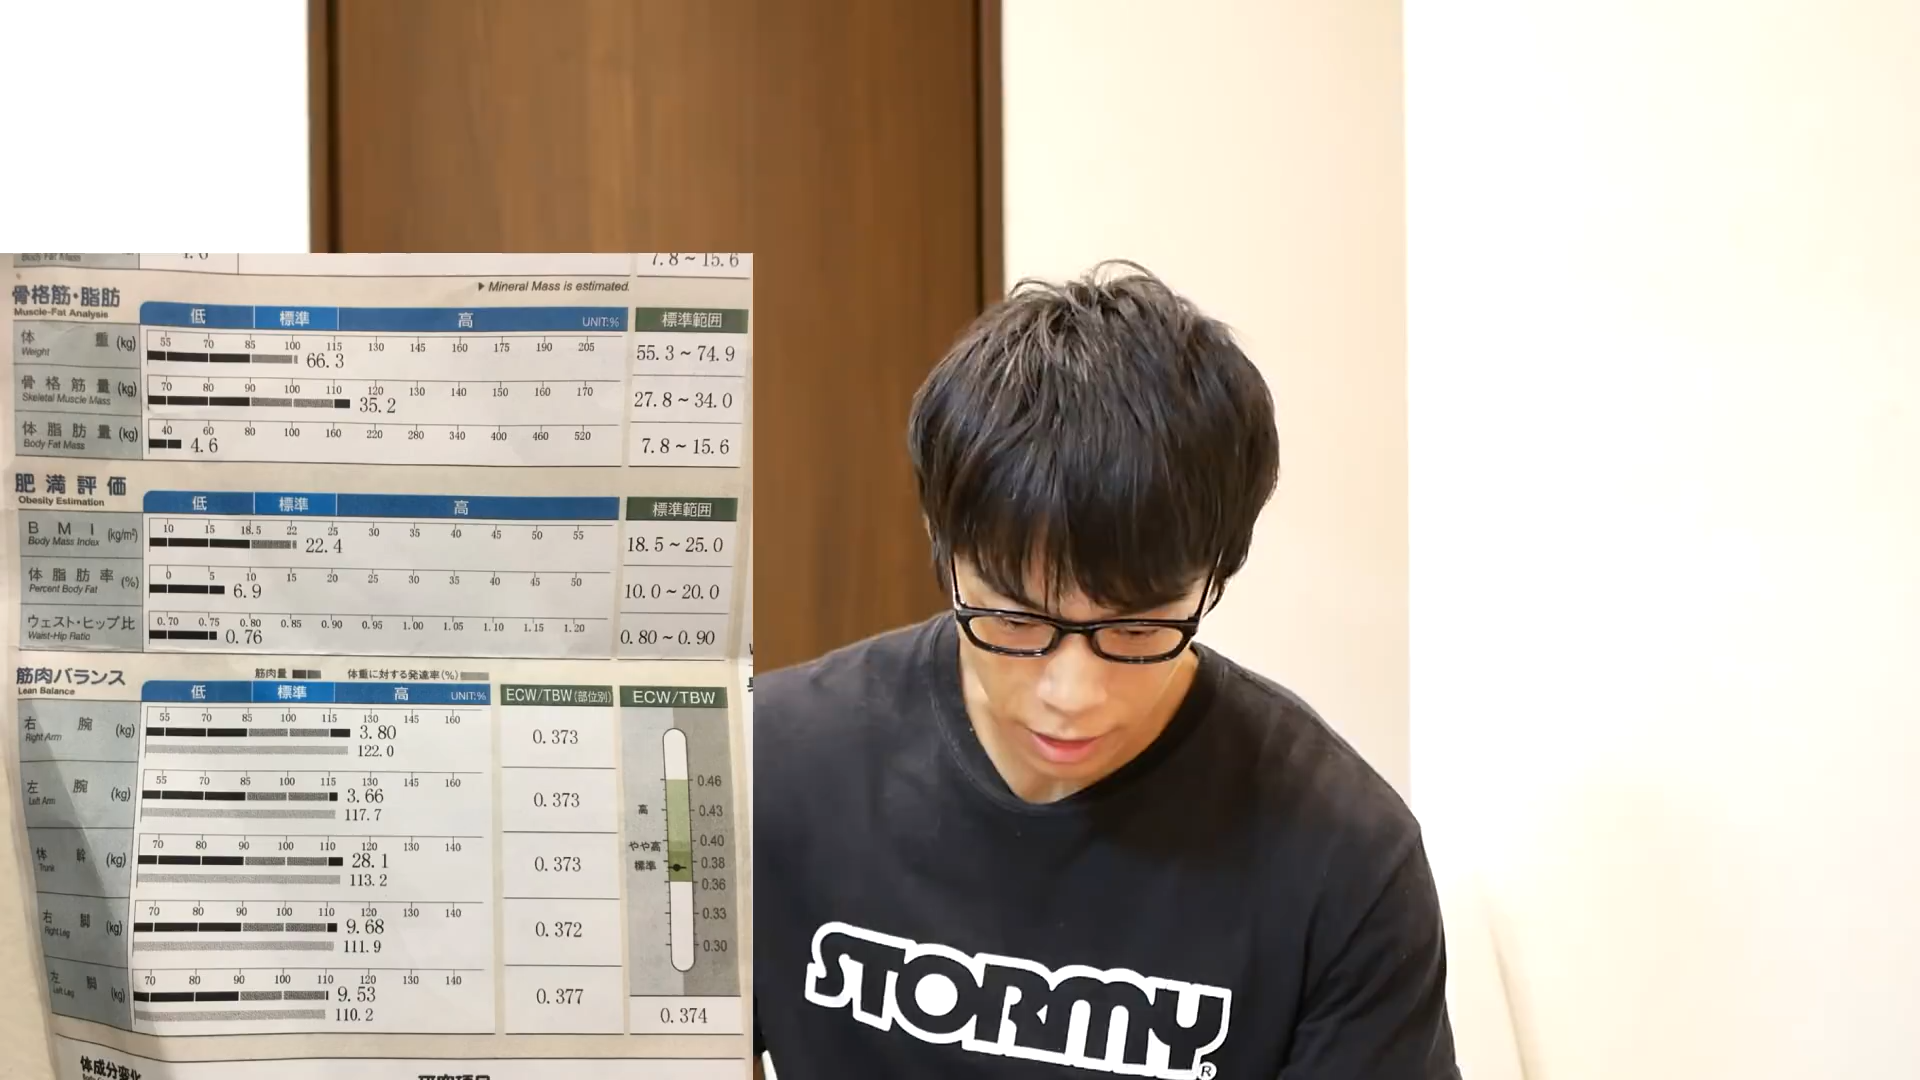 Body Fat Mass 4.6 7.8 ~ 15.6
▶ Mineral Mass is estimated.
骨格筋・脂肪
Muscle-Fat Analysis
低 標準 高 UNIT:% 標準範囲
体重 (kg) 55 70 85 100 115 130 145 160 175 190 205
Weight 66.3 55.3 ~ 74.9
骨格筋量 (kg) 70 80 90 100 110 120 130 140 150 160 170
Skeletal Muscle Mass 35.2 27.8 ~ 34.0
体脂肪量 (kg) 40 60 80 100 160 220 280 340 400 460 520
Body Fat Mass 4.6 7.8 ~ 15.6
肥満評価
Obesity Estimation
低 標準 高 標準範囲
BMI (kg/m²) 10 15 18.5 22 25 30 35 40 45 50 55
Body Mass Index 22.4 18.5 ~ 25.0
体脂肪率 (%) 0 5 10 15 20 25 30 35 40 45 50
Percent Body Fat 6.9 10.0 ~ 20.0
ウェスト・ヒップ比 0.70 0.75 0.80 0.85 0.90 0.95 1.00 1.05 1.10 1.15 1.20
Waist-Hip Ratio 0.76 0.80 ~ 0.90
筋肉バランス 筋肉量 体重に対する発達率(%)
Lean Balance
低 標準 高 UNIT:% ECW/TBW(部位別) ECW/TBW
右腕 (kg) 55 70 85 100 115 130 145 160
Right Arm 3.80 0.373
122.0
左腕 (kg) 55 70 85 100 115 130 145 160
Left Arm 3.66 0.373
117.7
体幹 (kg) 70 80 90 100 110 120 130 140
Trunk 28.1 0.373
113.2
右脚 (kg) 70 80 90 100 110 120 130 140
Right Leg 9.68 0.372
111.9
左脚 (kg) 70 80 90 100 110 120 130 140
Left Leg 9.53 0.377
110.2
0.46
高 0.43
0.40
やや高
標準 0.38
0.36
0.33
0.30
0.374
体成分変化
STORMY®